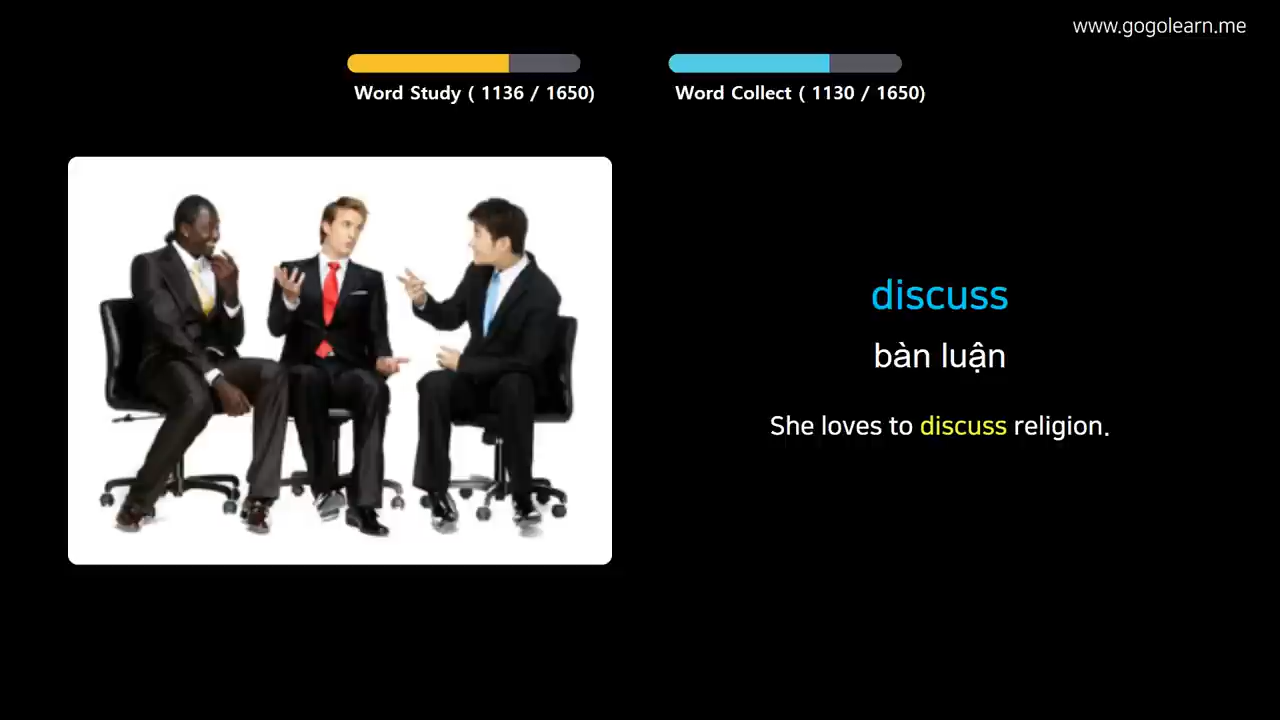 www.gogolearn.me
Word Study ( 1136 / 1650)
Word Collect ( 1130 / 1650)
discuss
bàn luận
She loves to discuss religion.